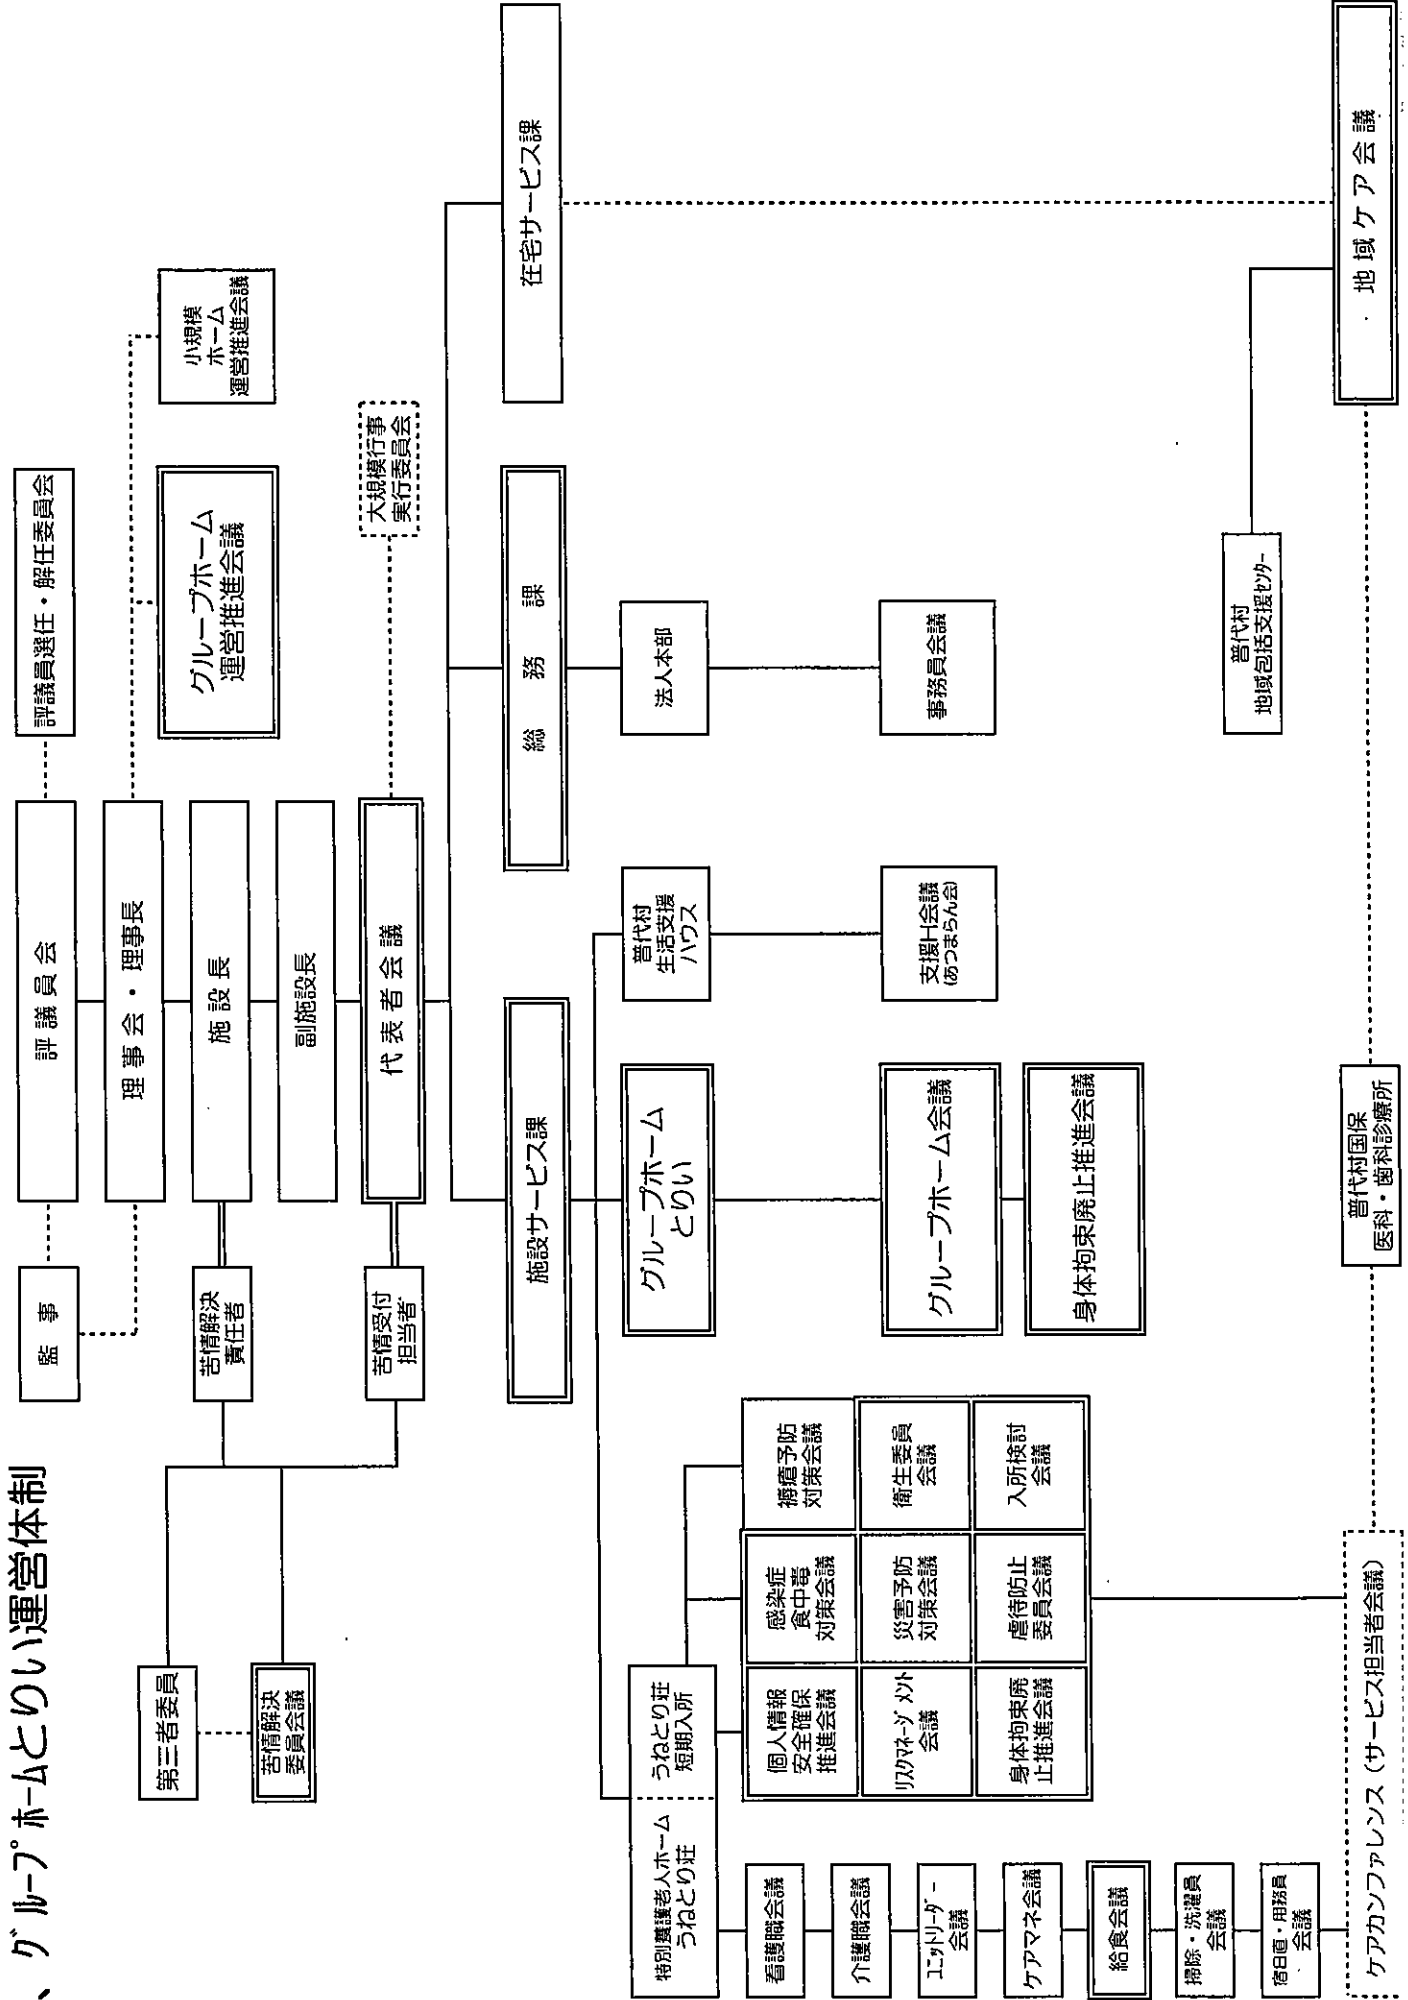 、グループホームとりい運営体制
評議員会
評議員選任・解任委員会
監事
理事会・理事長
小規模
ホーム
運営推進会議
グループホーム
運営推進会議
施設長
苦情解決
責任者
第三者委員
苦情解決
委員会議
副施設長
代表者会議
苦情受付
担当者
大規模行事
実行委員会
施設サービス課
総務課
在宅サービス課
特別養護老人ホーム
うねとり荘
うねとり荘
短期入所
グループホーム
とりい
普代村
生活支援
ハウス
法人本部
看護職会議
介護職会議
ユニットリーダー
会議
ケアマネ会議
給食会議
掃除・洗濯員
会議
宿日直・用務員
会議
個人情報
安全確保
推進会議
感染症
食中毒
対策会議
褥瘡予防
対策会議
リスクマネージメント
会議
災害予防
対策会議
衛生委員
会議
身体拘束廃
止推進会議
虐待防止
委員会議
入所検討
会議
グループホーム会議
身体拘束廃止推進会議
支援H会議
(あつまらん会)
事務員会議
普代村
地域包括支援センター
ケアカンファレンス（サービス担当者会議）
普代村国保
医科・歯科診療所
地域ケア会議